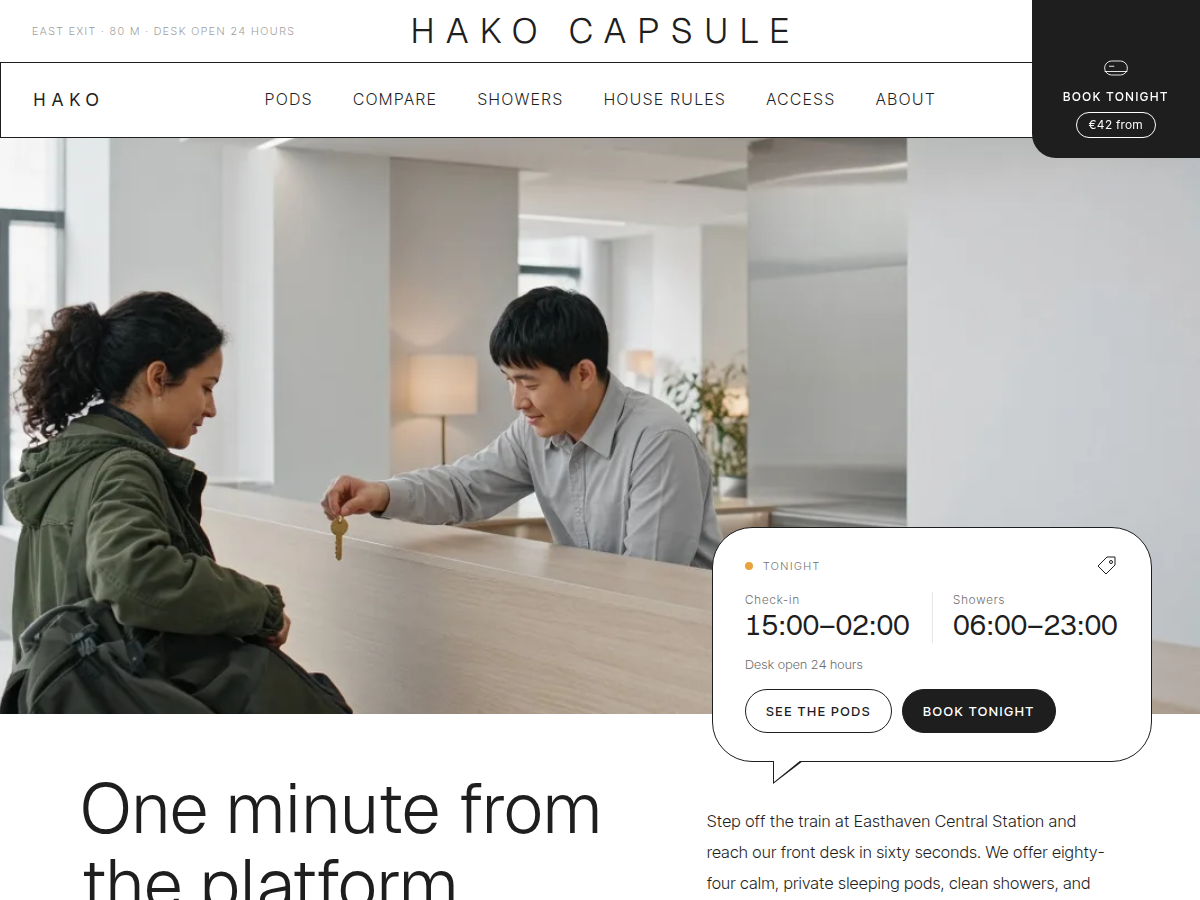 EAST EXIT · 80 M · DESK OPEN 24 HOURS
HAKO CAPSULE
HAKO
PODS
COMPARE
SHOWERS
HOUSE RULES
ACCESS
ABOUT
BOOK TONIGHT
€42 from
TONIGHT
Check-in
15:00–02:00
Showers
06:00–23:00
Desk open 24 hours
SEE THE PODS
BOOK TONIGHT
One minute from
the platform
Step off the train at Easthaven Central Station and
reach our front desk in sixty seconds. We offer eighty-
four calm, private sleeping pods, clean showers, and